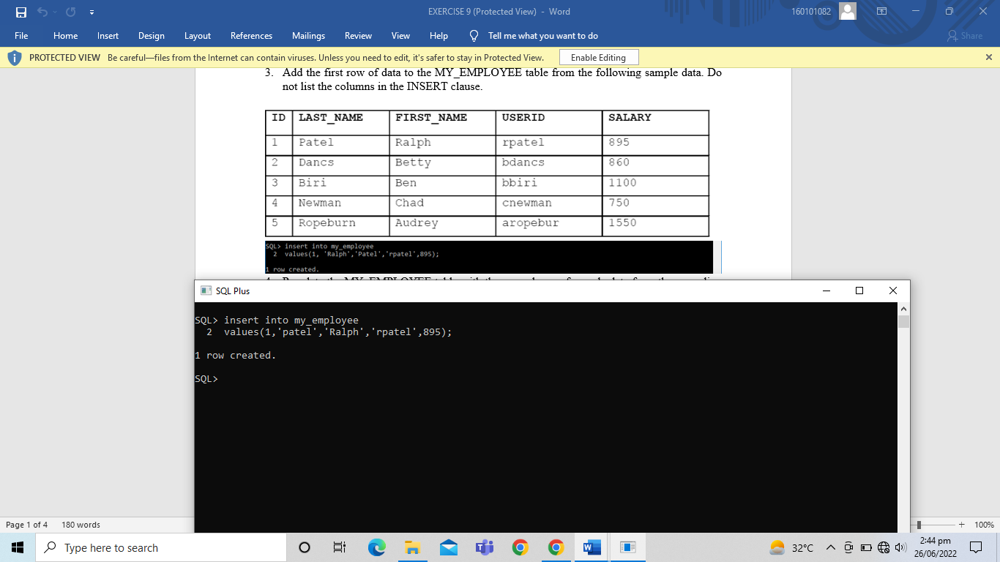 EXERCISE 9 (Protected View) - Word
160101082
File Home Insert Design Layout References Mailings Review View Help Tell me what you want to do Share
PROTECTED VIEW Be careful—files from the Internet can contain viruses. Unless you need to edit, it's safer to stay in Protected View. Enable Editing
3. Add the first row of data to the MY_EMPLOYEE table from the following sample data. Do
not list the columns in the INSERT clause.
ID LAST_NAME FIRST_NAME USERID SALARY
1 Patel Ralph rpatel 895
2 Dancs Betty bdancs 860
3 Biri Ben bbiri 1100
4 Newman Chad cnewman 750
5 Ropeburn Audrey aropebur 1550
SQL> insert into my_employee
2 values(1, 'Ralph','Patel','rpatel',895);
1 row created.
SQL Plus
SQL> insert into my_employee
2 values(1,'patel','Ralph','rpatel',895);
1 row created.
SQL>
Page 1 of 4 180 words
100%
Type here to search
32°C
2:44 pm
26/06/2022